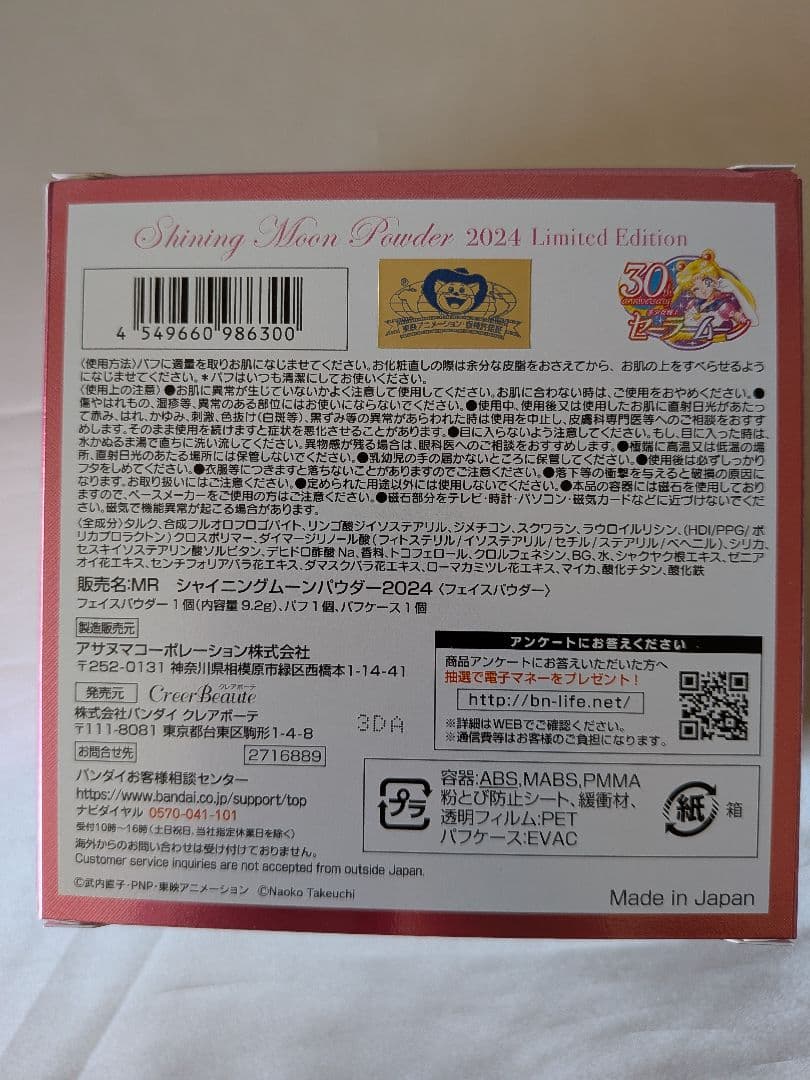 Shining Moon Powder 2024 Limited Edition
4 549660 986300
東映アニメーション・版権許諾証
30th
anniversary
美少女戦士
セーラームーン
〈使用方法〉パフに適量を取りお肌になじませてください。お化粧直しの際は余分な皮脂をおさえてから、お肌の上をすべらせるよう
になじませてください。＊パフはいつも清潔にしてお使いください。
〈使用上の注意〉●お肌に異常が生じていないかよく注意して使用してください。お肌に合わない時は、ご使用をおやめください。●
傷やはれもの、湿疹等、異常のある部位にはお使いにならないでください。●使用中、使用後又は使用したお肌に直射日光があたっ
て赤み、はれ、かゆみ、刺激、色抜け(白斑等)、黒ずみ等の異常があらわれた時は使用を中止し、皮膚科専門医等へのご相談をおすす
めします。そのまま使用を続けますと症状を悪化させることがあります。●目に入らないよう注意してください。もし、目に入った時は、
水かぬるま湯で直ちに洗い流してください。異物感が残る場合は、眼科医へのご相談をおすすめします。●極端に高温又は低温の場
所、直射日光のあたる場所には保管しないでください。●乳幼児の手の届かないところに保管してください。●使用後は必ずしっかり
フタをしめてください。●衣服等につきますと落ちないことがありますのでご注意ください。●落下等の衝撃を与えると破損の原因に
なります。お取り扱いにはご注意ください。●定められた用途以外には使用しないでください。●本品の容器には磁石を使用しており
ますので、ペースメーカーをご使用の方はご注意ください。●磁石部分をテレビ・時計・パソコン・磁気カードなどに近づけないでくだ
さい。磁気で機能異常が起こる場合があります。
〈全成分〉タルク、合成フルオロフロゴパイト、リンゴ酸ジイソステアリル、ジメチコン、スクワラン、ラウロイルリシン、(HDI/PPG/ポ
リカプロラクトン)クロスポリマー、ダイマージリノール酸(フィトステリル/イソステアリル/セチル/ステアリル/ベヘニル)、シリカ、
セスキイソステアリン酸ソルビタン、デヒドロ酢酸Na、香料、トコフェロール、クロルフェネシン、BG、水、シャクヤク根エキス、ゼニア
オイ花エキス、センチフォリアバラ花エキス、ダマスクバラ花エキス、ローマカミツレ花エキス、マイカ、酸化チタン、酸化鉄
販売名:MR シャイニングムーンパウダー2024〈フェイスパウダー〉
フェイスパウダー1個(内容量9.2g)、パフ1個、パフケース1個
製造販売元
アサヌマコーポレーション株式会社
〒252-0131 神奈川県相模原市緑区西橋本1-14-41
発売元
クレアボーテ
CreerBeaute
株式会社バンダイ クレアボーテ
〒111-8081 東京都台東区駒形1-4-8
3DA
お問合せ先
2716889
バンダイお客様相談センター
https://www.bandai.co.jp/support/top
ナビダイヤル 0570-041-101
受付10時〜16時(土日祝日、当社指定休業日を除く)
海外からのお問い合わせは受け付けておりません。
Customer service inquiries are not accepted from outside Japan.
©武内直子・PNP・東映アニメーション ©Naoko Takeuchi
アンケートにお答えください
商品アンケートにお答えいただいた方へ
抽選で電子マネーをプレゼント!
http://bn-life.net/
※詳細はWEBでご確認ください。
※通信費等はお客様のご負担になります。
プラ
容器:ABS,MABS,PMMA
粉とび防止シート、緩衝材、
透明フィルム:PET
パフケース:EVAC
紙
箱
Made in Japan